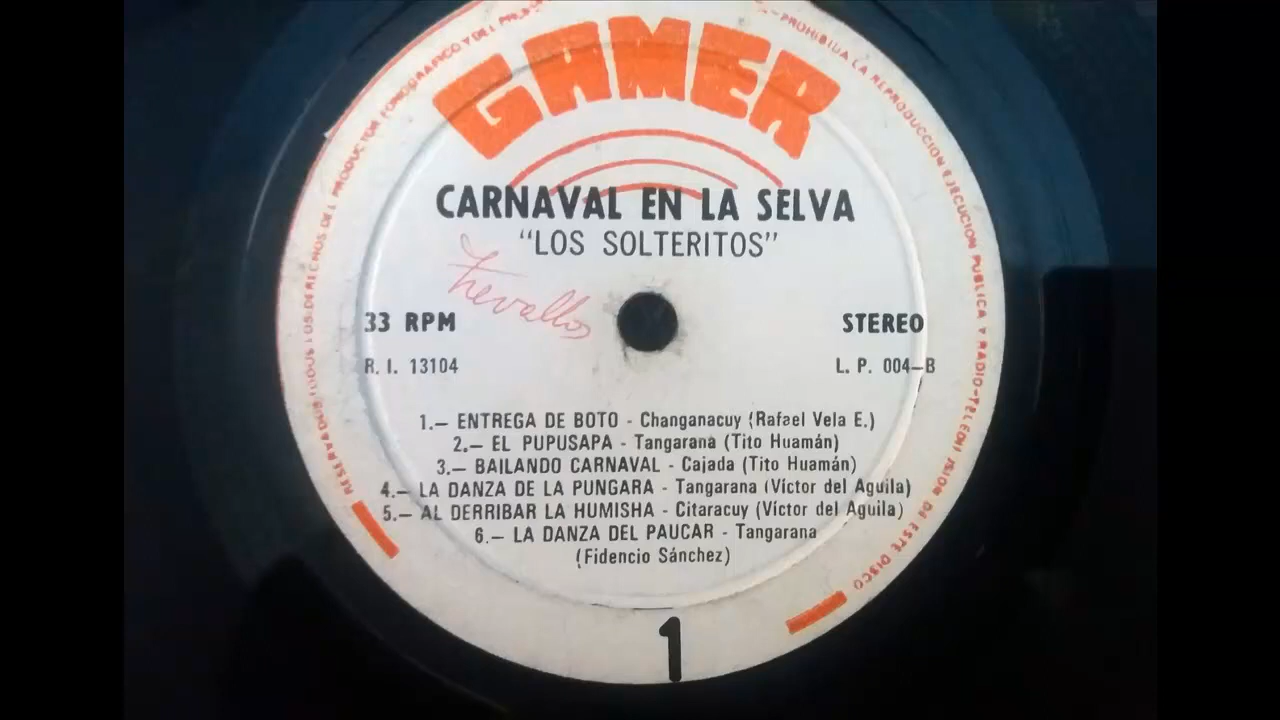 GAMER
CARNAVAL EN LA SELVA
"LOS SOLTERITOS"
33 RPM
STEREO
R. I. 13104
L. P. 004-B
1.— ENTREGA DE BOTO - Changanacuy (Rafael Vela E.)
2.— EL PUPUSAPA - Tangarana (Tito Huamán)
3.— BAILANDO CARNAVAL - Cajada (Tito Huamán)
4.— LA DANZA DE LA PUNGARA - Tangarana (Víctor del Aguila)
5.— AL DERRIBAR LA HUMISHA - Citaracuy (Víctor del Aguila)
6.— LA DANZA DEL PAUCAR - Tangarana
(Fidencio Sánchez)
1
RESERVADOS TODOS LOS DERECHOS DEL PRODUCTOR FONOGRAFICO Y DEL
PROHIBIDA LA REPRODUCCION EJECUCION PUBLICA Y RADIO-TELEDIFUSION DE ESTE DISCO